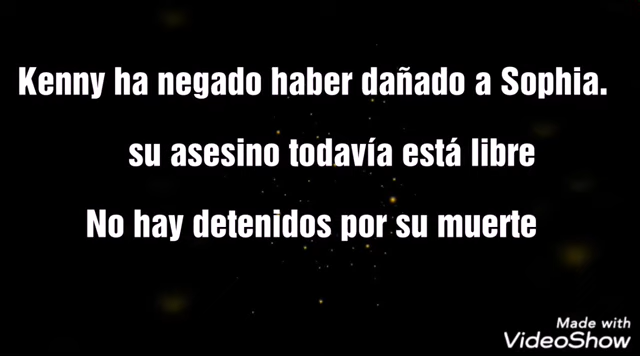 Kenny ha negado haber dañado a Sophia.
su asesino todavía está libre
No hay detenidos por su muerte
Made with
VideoShow